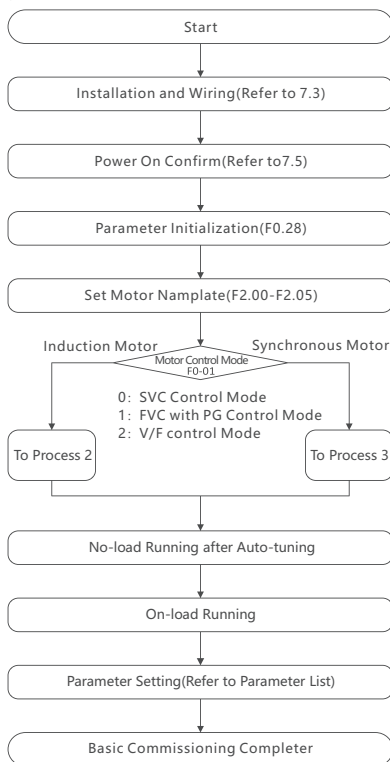 Start
Installation and Wiring(Refer to 7.3)
Power On Confirm(Refer to7.5)
Parameter Initialization(F0.28)
Set Motor Namplate(F2.00-F2.05)
Induction Motor
Synchronous Motor
Motor Control Mode
F0-01
0: SVC Control Mode
1: FVC with PG Control Mode
2: V/F control Mode
To Process 2
To Process 3
No-load Running after Auto-tuning
On-load Running
Parameter Setting(Refer to Parameter List)
Basic Commissioning Completer